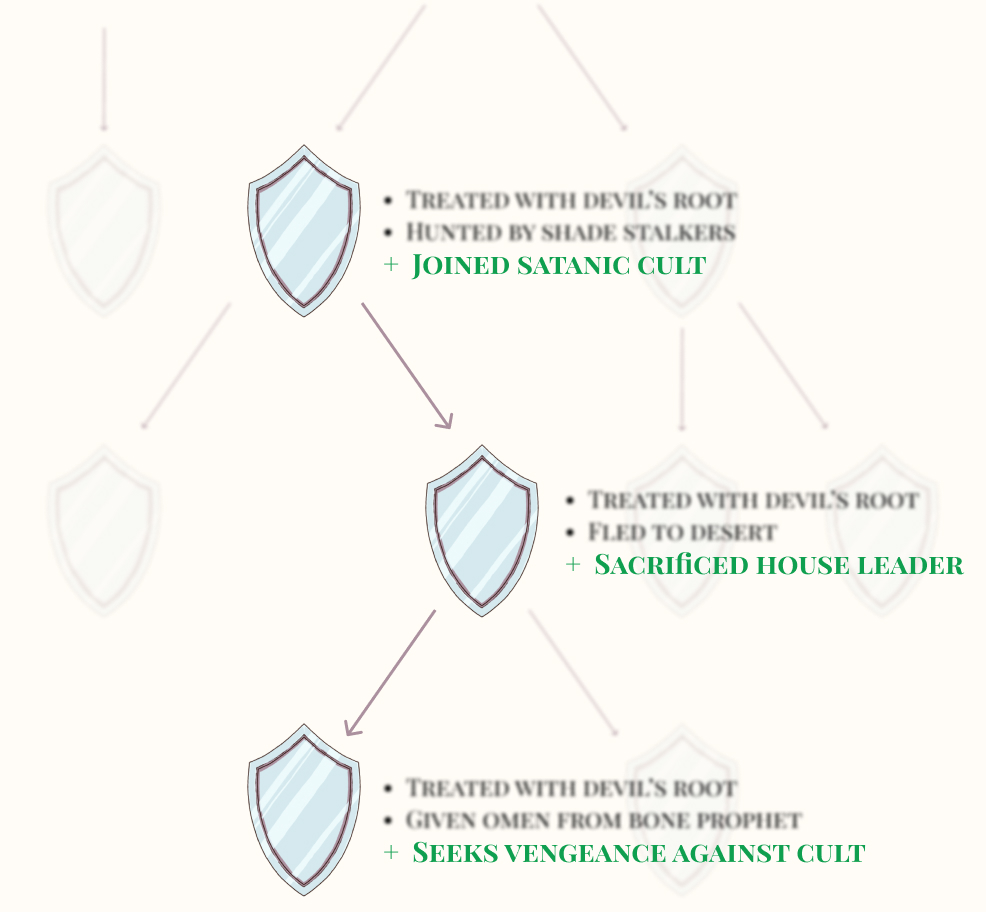 • Treated with devil's root
• Hunted by shade stalkers
+ Joined satanic cult
• Treated with devil's root
• Fled to desert
+ Sacrificed house leader
• Treated with devil's root
• Given omen from bone prophet
+ Seeks vengeance against cult